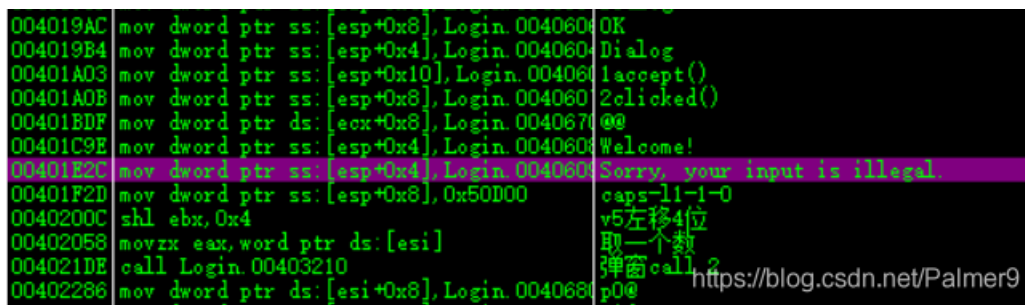 004019AC mov dword ptr ss:[esp+0x8],Login.0040606 OK
004019B4 mov dword ptr ss:[esp+0x4],Login.0040604 Dialog
00401A03 mov dword ptr ss:[esp+0x10],Login.004060 1accept()
00401A0B mov dword ptr ss:[esp+0x8],Login.0040607 2clicked()
00401BDF mov dword ptr ds:[ecx+0x8],Login.0040670 @@
00401C9E mov dword ptr ss:[esp+0x4],Login.0040608 Welcome!
00401E2C mov dword ptr ss:[esp+0x4],Login.0040609 Sorry, your input is illegal.
00401F2D mov dword ptr ss:[esp+0x8],0x50D00 caps-l1-1-0
0040200C shl ebx,0x4 v5左移4位
00402058 movzx eax,word ptr ds:[esi] 取一个数
004021DE call Login.00403210 弹窗call 2
https://blog.csdn.net/Palmer9
00402286 mov dword ptr ds:[esi+0x8],Login.0040680 p0@